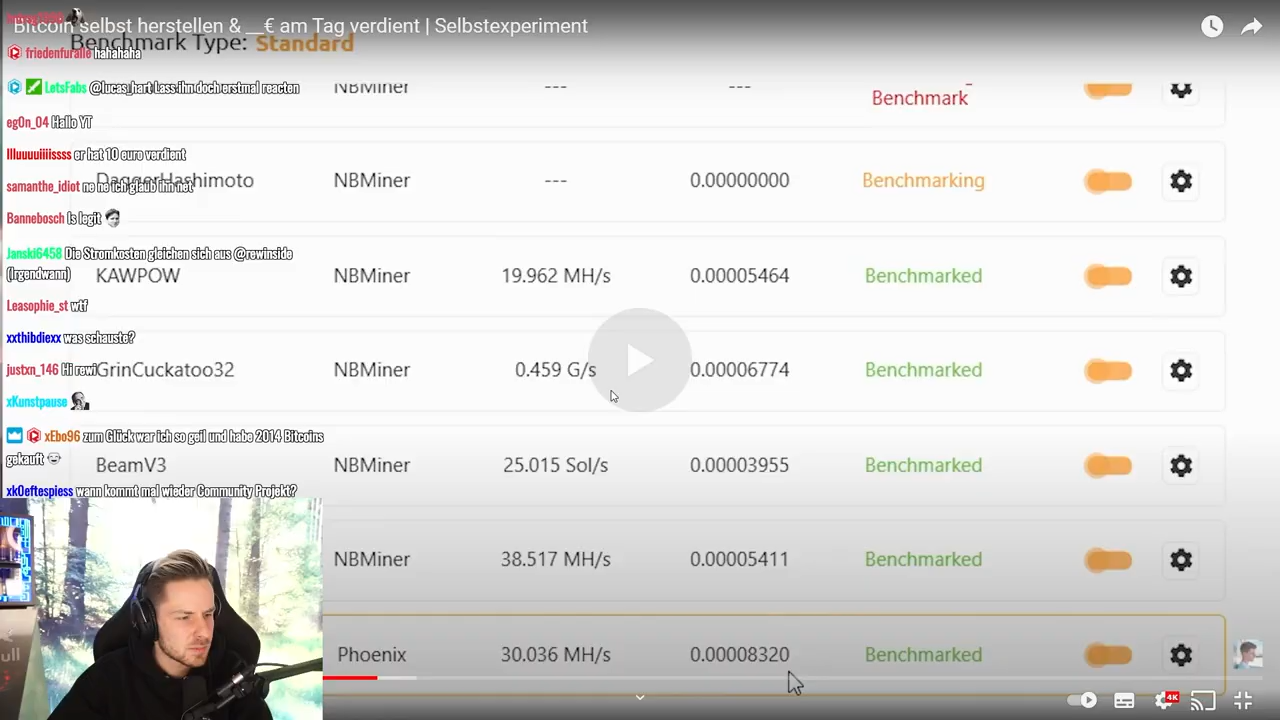 Bitcoin selbst herstellen & __€ am Tag verdient | Selbstexperiment
Benchmark Type: Standard
friedenfuralle hahahaha
NBMiner --- --- Benchmark
LetsFabs @lucas_hart Lass ihn doch erstmal reacten
eg0n_04 Hallo YT
llluuuuiiiissss er hat 10 euro verdient
DaggerHashimoto NBMiner --- 0.00000000 Benchmarking
samanthe_idiot ne he ich glaub ihn net
Bannebosch Is legit
Janski6458 Die Stromkosten gleichen sich aus @rewinside
(Irgendwann)
KAWPOW NBMiner 19.962 MH/s 0.00005464 Benchmarked
Leasophie_st wtf
xxthibdiexx was schauste?
justxn_146 Hi rewi
GrinCuckatoo32 NBMiner 0.459 G/s 0.00006774 Benchmarked
xKunstpause
xEbo96 zum Glück war ich so geil und habe 2014 Bitcoins
gekauft
BeamV3 NBMiner 25.015 Sol/s 0.00003955 Benchmarked
xk0eftespiess wann kommt mal wieder Community Projekt?
NBMiner 38.517 MH/s 0.00005411 Benchmarked
Phoenix 30.036 MH/s 0.00008320 Benchmarked
ull
4K